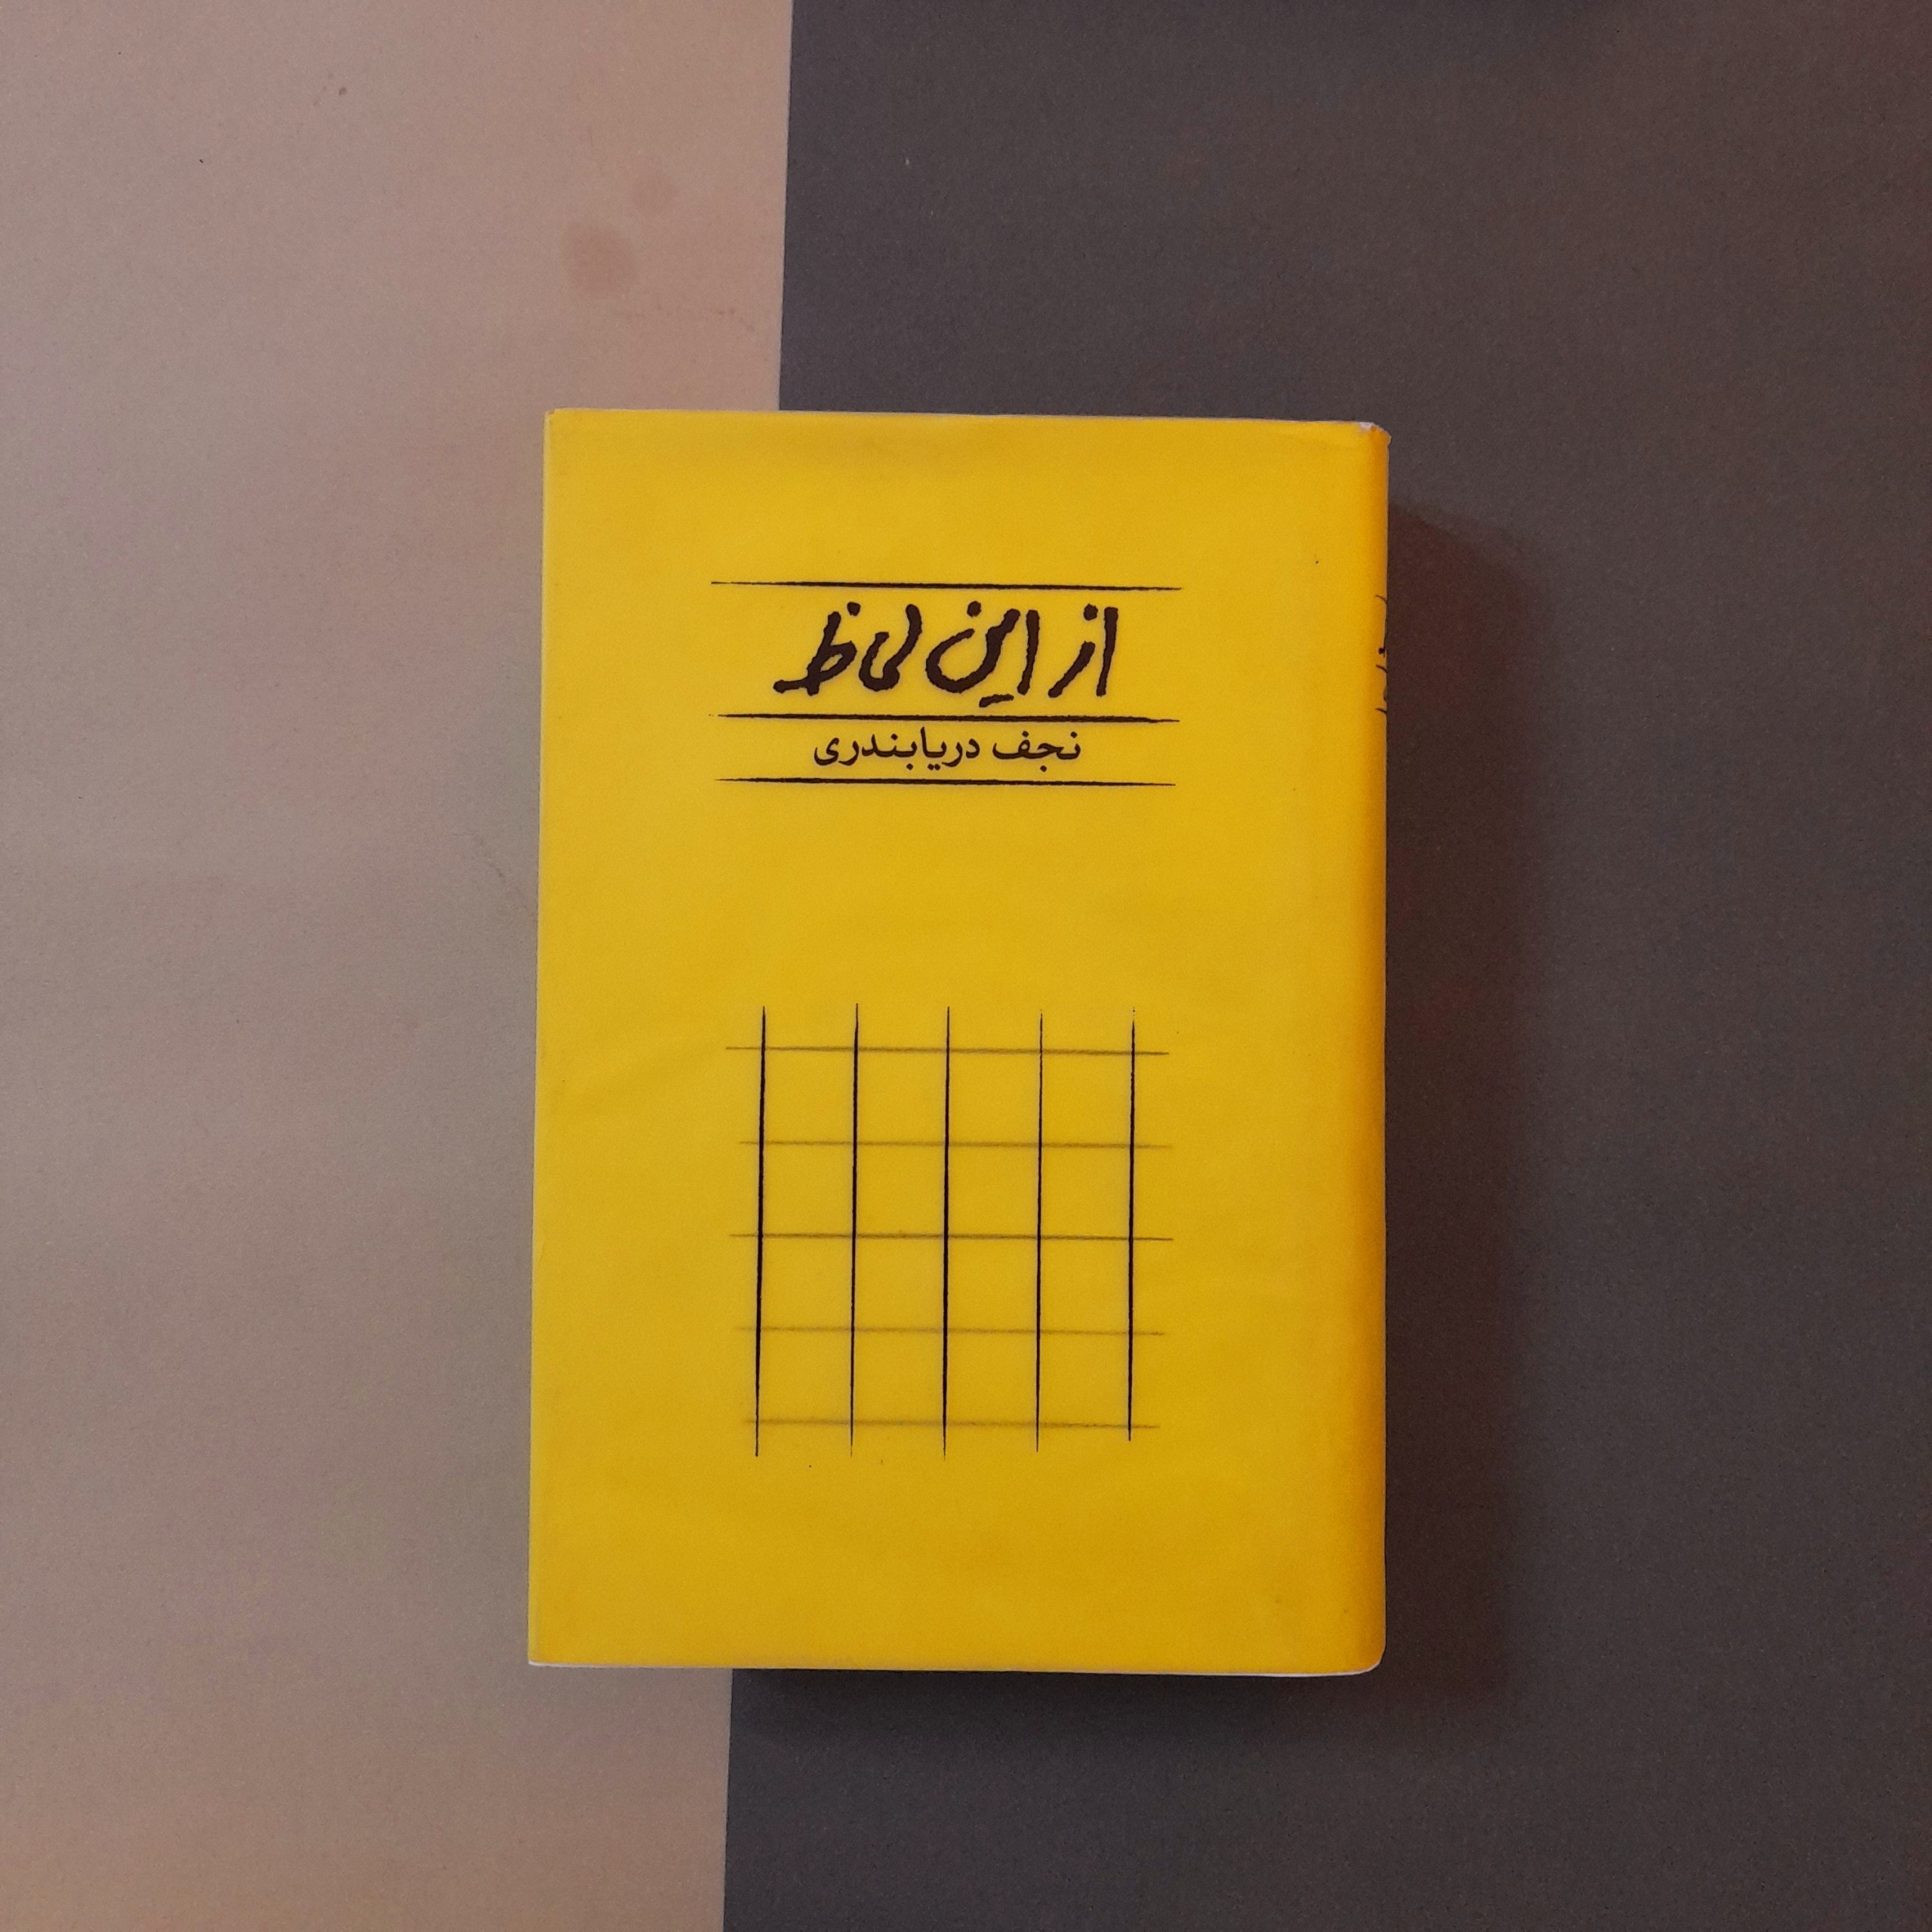 از این لحاظ
نجف دریابندری